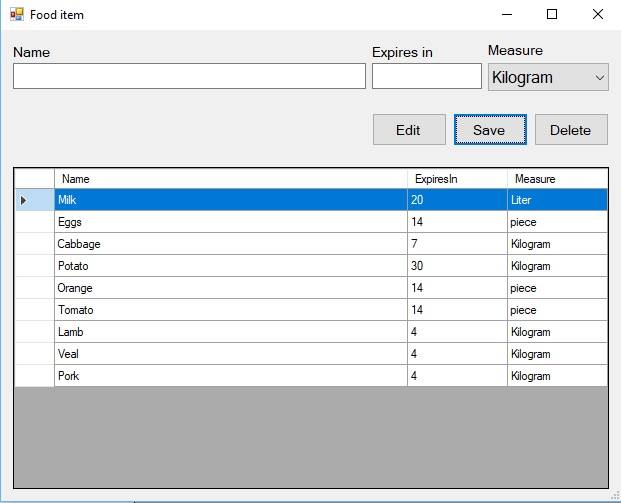 Food item
Name Expires in Measure
Kilogram
Edit Save Delete
Name ExpiresIn Measure
Milk 20 Liter
Eggs 14 piece
Cabbage 7 Kilogram
Potato 30 Kilogram
Orange 14 piece
Tomato 14 piece
Lamb 4 Kilogram
Veal 4 Kilogram
Pork 4 Kilogram